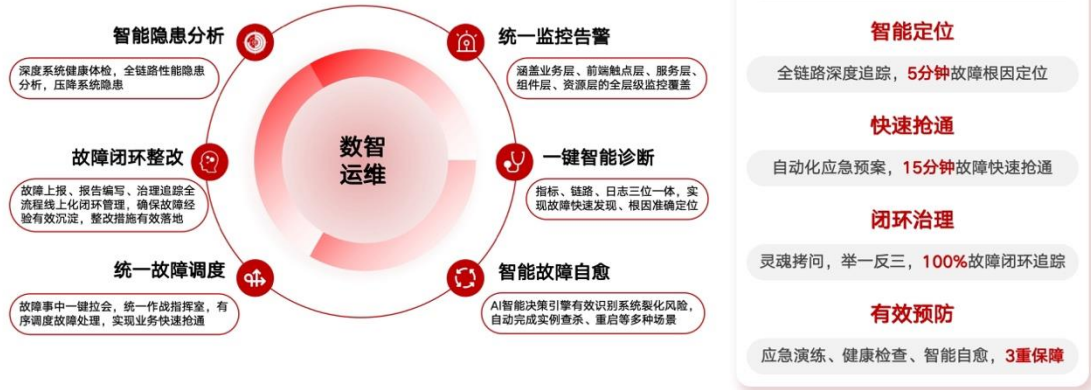 智能隐患分析
深度系统健康体检，全链路性能隐患
分析，压降系统隐患
故障闭环整改
故障上报、报告编写、治理追踪全
流程线上化闭环管理，确保故障经
验有效沉淀，整改措施有效落地
统一故障调度
故障事中一键拉会，统一作战指挥室，有
序调度故障处理，实现业务快速抢通
数智
运维
统一监控告警
涵盖业务层、前端触点层、服务层、
组件层、资源层的全层级监控覆盖
一键智能诊断
指标、链路、日志三位一体，实
现故障快速发现、根因准确定位
智能故障自愈
AI智能决策引擎有效识别系统裂化风险，
自动完成实例查杀、重启等多种场景
智能定位
全链路深度追踪，5分钟故障根因定位
快速抢通
自动化应急预案，15分钟故障快速抢通
闭环治理
灵魂拷问，举一反三，100%故障闭环追踪
有效预防
应急演练、健康检查、智能自愈，3重保障